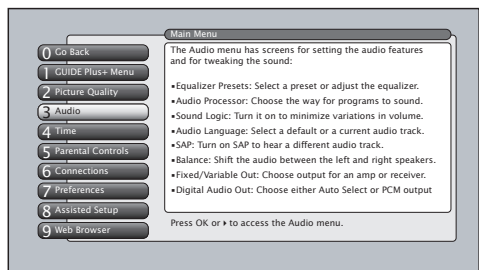 Main Menu
0 Go Back
1 GUIDE Plus+ Menu
2 Picture Quality
3 Audio
4 Time
5 Parental Controls
6 Connections
7 Preferences
8 Assisted Setup
9 Web Browser
The Audio menu has screens for setting the audio features
and for tweaking the sound:
▪Equalizer Presets: Select a preset or adjust the equalizer.
▪Audio Processor: Choose the way for programs to sound.
▪Sound Logic: Turn it on to minimize variations in volume.
▪Audio Language: Select a default or a current audio track.
▪SAP: Turn on SAP to hear a different audio track.
▪Balance: Shift the audio between the left and right speakers.
▪Fixed/Variable Out: Choose output for an amp or receiver.
▪Digital Audio Out: Choose either Auto Select or PCM output
Press OK or ▸ to access the Audio menu.